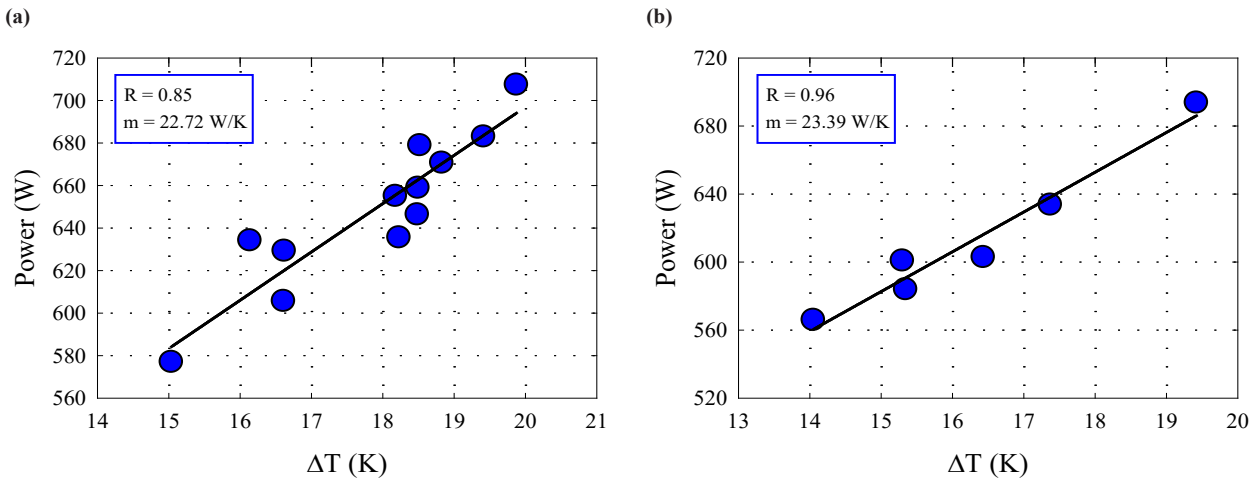 (a)
720
700
680
660
640
620
600
580
560
Power (W)
R = 0.85
m = 22.72 W/K
14 15 16 17 18 19 20 21
ΔT (K)
(b)
720
680
640
600
560
520
Power (W)
R = 0.96
m = 23.39 W/K
13 14 15 16 17 18 19 20
ΔT (K)